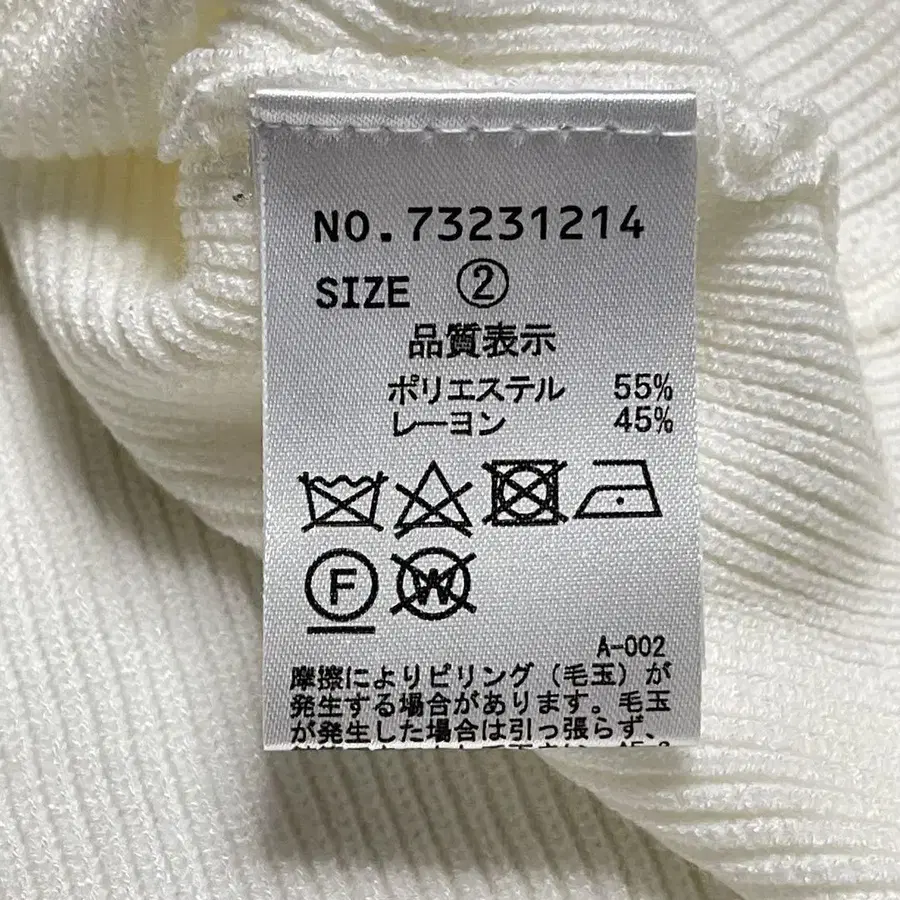 NO.73231214
SIZE ②
品質表示
ポリエステル 55%
レーヨン 45%
F
W
A-002
摩擦によりピリング(毛玉)が
発生する場合があります。毛玉
が発生した場合は引っ張らず、